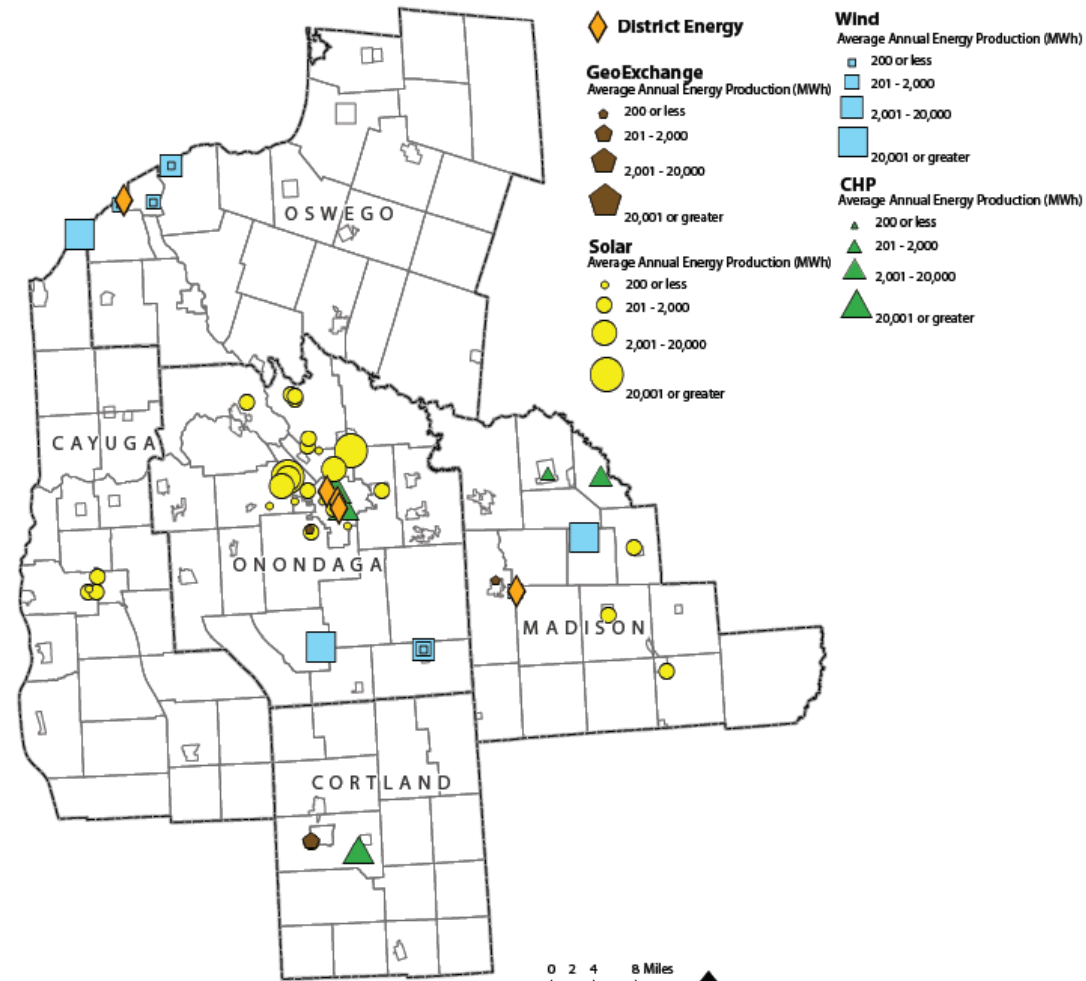 District Energy
GeoExchange
Average Annual Energy Production (MWh)
200 or less
201 - 2,000
2,001 - 20,000
20,001 or greater
Solar
Average Annual Energy Production (MWh)
200 or less
201 - 2,000
2,001 - 20,000
20,001 or greater
Wind
Average Annual Energy Production (MWh)
200 or less
201 - 2,000
2,001 - 20,000
20,001 or greater
CHP
Average Annual Energy Production (MWh)
200 or less
201 - 2,000
2,001 - 20,000
20,001 or greater
OSWEGO
CAYUGA
ONONDAGA
MADISON
CORTLAND
0 2 4 8 Miles